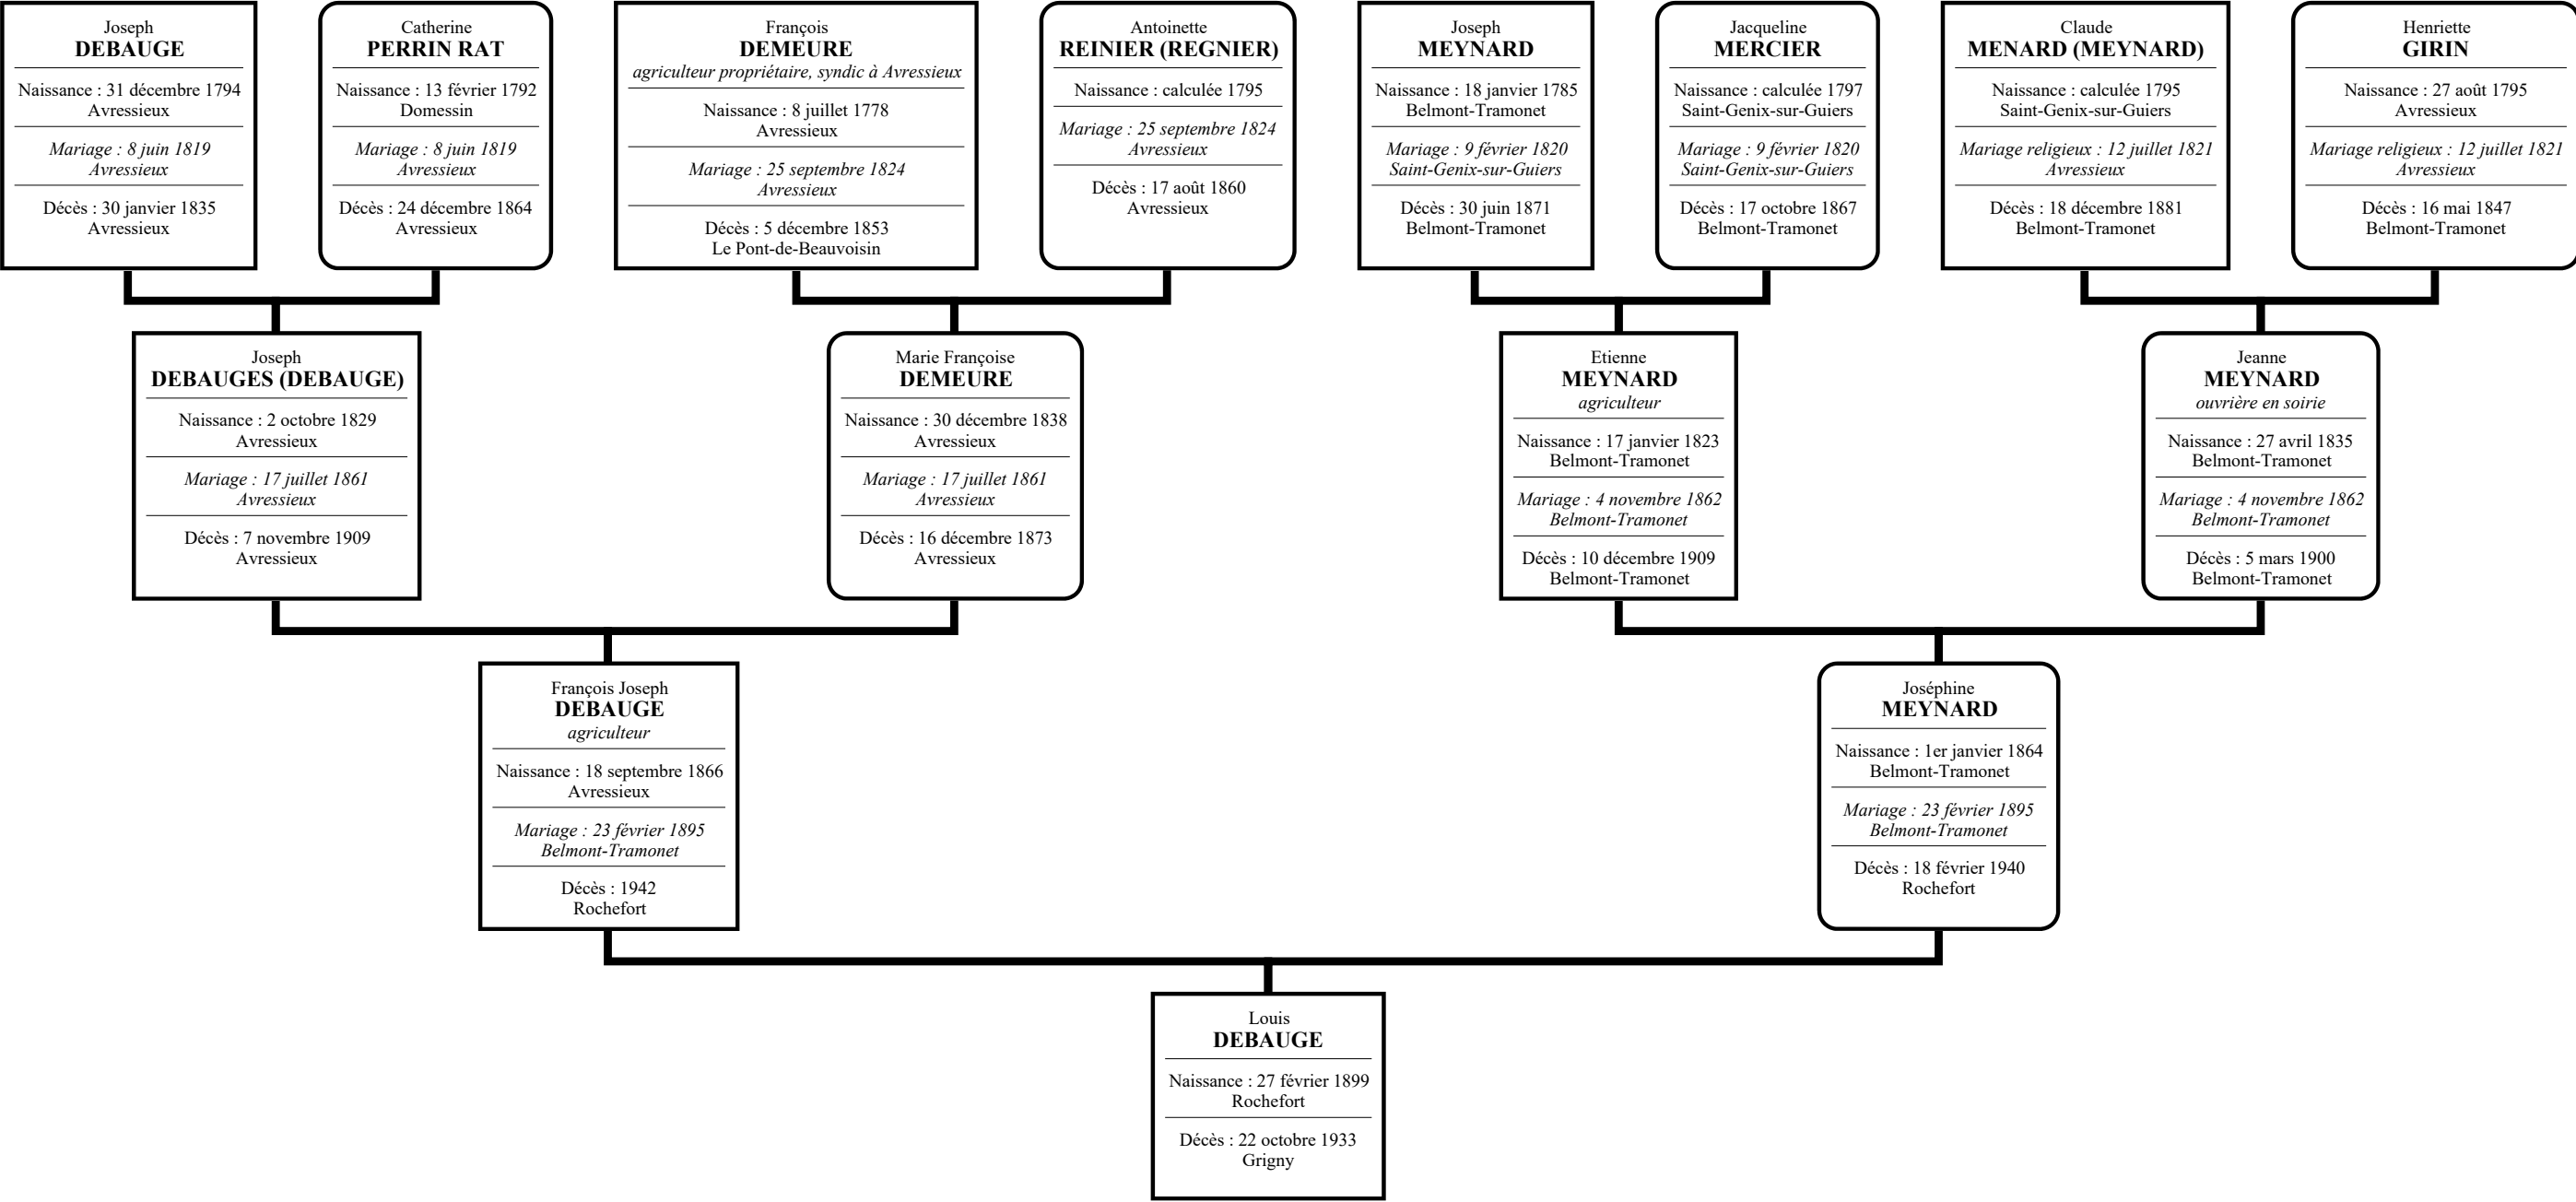 Joseph
DEBAUGE
Naissance : 31 décembre 1794
Avressieux
Mariage : 8 juin 1819
Avressieux
Décès : 30 janvier 1835
Avressieux
Catherine
PERRIN RAT
Naissance : 13 février 1792
Domessin
Mariage : 8 juin 1819
Avressieux
Décès : 24 décembre 1864
Avressieux
François
DEMEURE
agriculteur propriétaire, syndic à Avressieux
Naissance : 8 juillet 1778
Avressieux
Mariage : 25 septembre 1824
Avressieux
Décès : 5 décembre 1853
Le Pont-de-Beauvoisin
Antoinette
REINIER (REGNIER)
Naissance : calculée 1795
Mariage : 25 septembre 1824
Avressieux
Décès : 17 août 1860
Avressieux
Joseph
MEYNARD
Naissance : 18 janvier 1785
Belmont-Tramonet
Mariage : 9 février 1820
Saint-Genix-sur-Guiers
Décès : 30 juin 1871
Belmont-Tramonet
Jacqueline
MERCIER
Naissance : calculée 1797
Saint-Genix-sur-Guiers
Mariage : 9 février 1820
Saint-Genix-sur-Guiers
Décès : 17 octobre 1867
Belmont-Tramonet
Claude
MENARD (MEYNARD)
Naissance : calculée 1795
Saint-Genix-sur-Guiers
Mariage religieux : 12 juillet 1821
Avressieux
Décès : 18 décembre 1881
Belmont-Tramonet
Henriette
GIRIN
Naissance : 27 août 1795
Avressieux
Mariage religieux : 12 juillet 1821
Avressieux
Décès : 16 mai 1847
Belmont-Tramonet
Joseph
DEBAUGES (DEBAUGE)
Naissance : 2 octobre 1829
Avressieux
Mariage : 17 juillet 1861
Avressieux
Décès : 7 novembre 1909
Avressieux
Marie Françoise
DEMEURE
Naissance : 30 décembre 1838
Avressieux
Mariage : 17 juillet 1861
Avressieux
Décès : 16 décembre 1873
Avressieux
Etienne
MEYNARD
agriculteur
Naissance : 17 janvier 1823
Belmont-Tramonet
Mariage : 4 novembre 1862
Belmont-Tramonet
Décès : 10 décembre 1909
Belmont-Tramonet
Jeanne
MEYNARD
ouvrière en soirie
Naissance : 27 avril 1835
Belmont-Tramonet
Mariage : 4 novembre 1862
Belmont-Tramonet
Décès : 5 mars 1900
Belmont-Tramonet
François Joseph
DEBAUGE
agriculteur
Naissance : 18 septembre 1866
Avressieux
Mariage : 23 février 1895
Belmont-Tramonet
Décès : 1942
Rochefort
Joséphine
MEYNARD
Naissance : 1er janvier 1864
Belmont-Tramonet
Mariage : 23 février 1895
Belmont-Tramonet
Décès : 18 février 1940
Rochefort
Louis
DEBAUGE
Naissance : 27 février 1899
Rochefort
Décès : 22 octobre 1933
Grigny